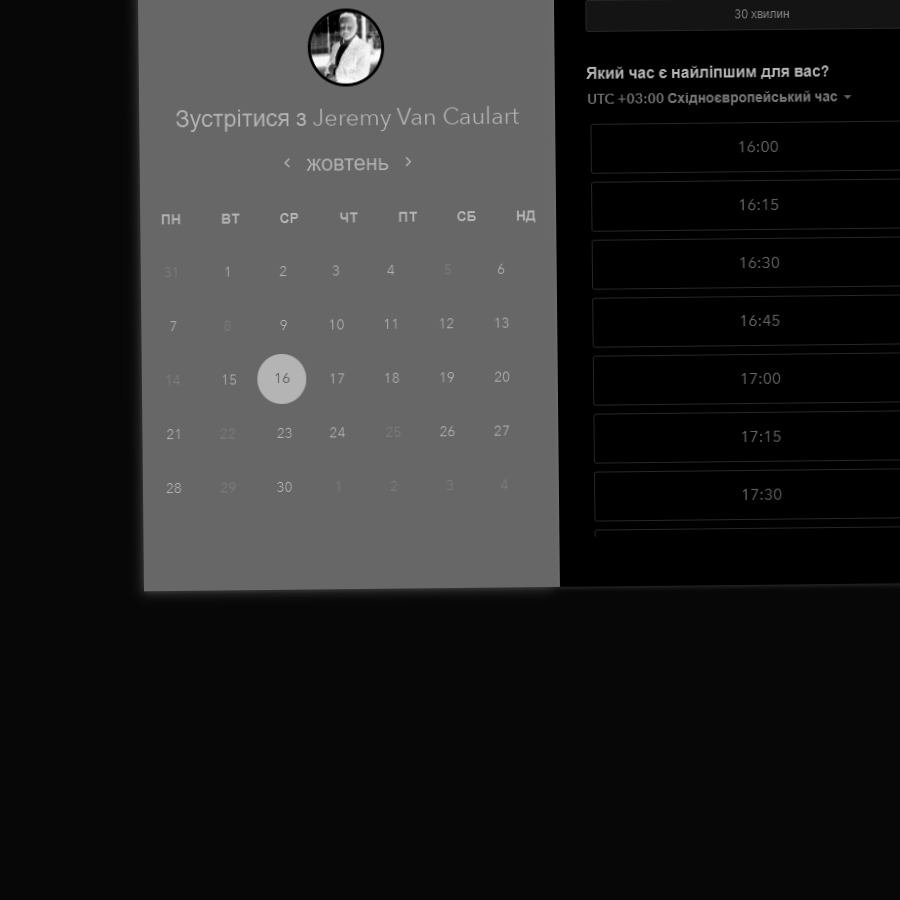 Зустрітися з Jeremy Van Caulart
‹ жовтень ›
ПН ВТ СР ЧТ ПТ СБ НД
31 1 2 3 4 5 6
7 8 9 10 11 12 13
14 15 16 17 18 19 20
21 22 23 24 25 26 27
28 29 30 1 2 3 4
30 хвилин
Який час є найліпшим для вас?
UTC +03:00 Східноєвропейський час
16:00
16:15
16:30
16:45
17:00
17:15
17:30